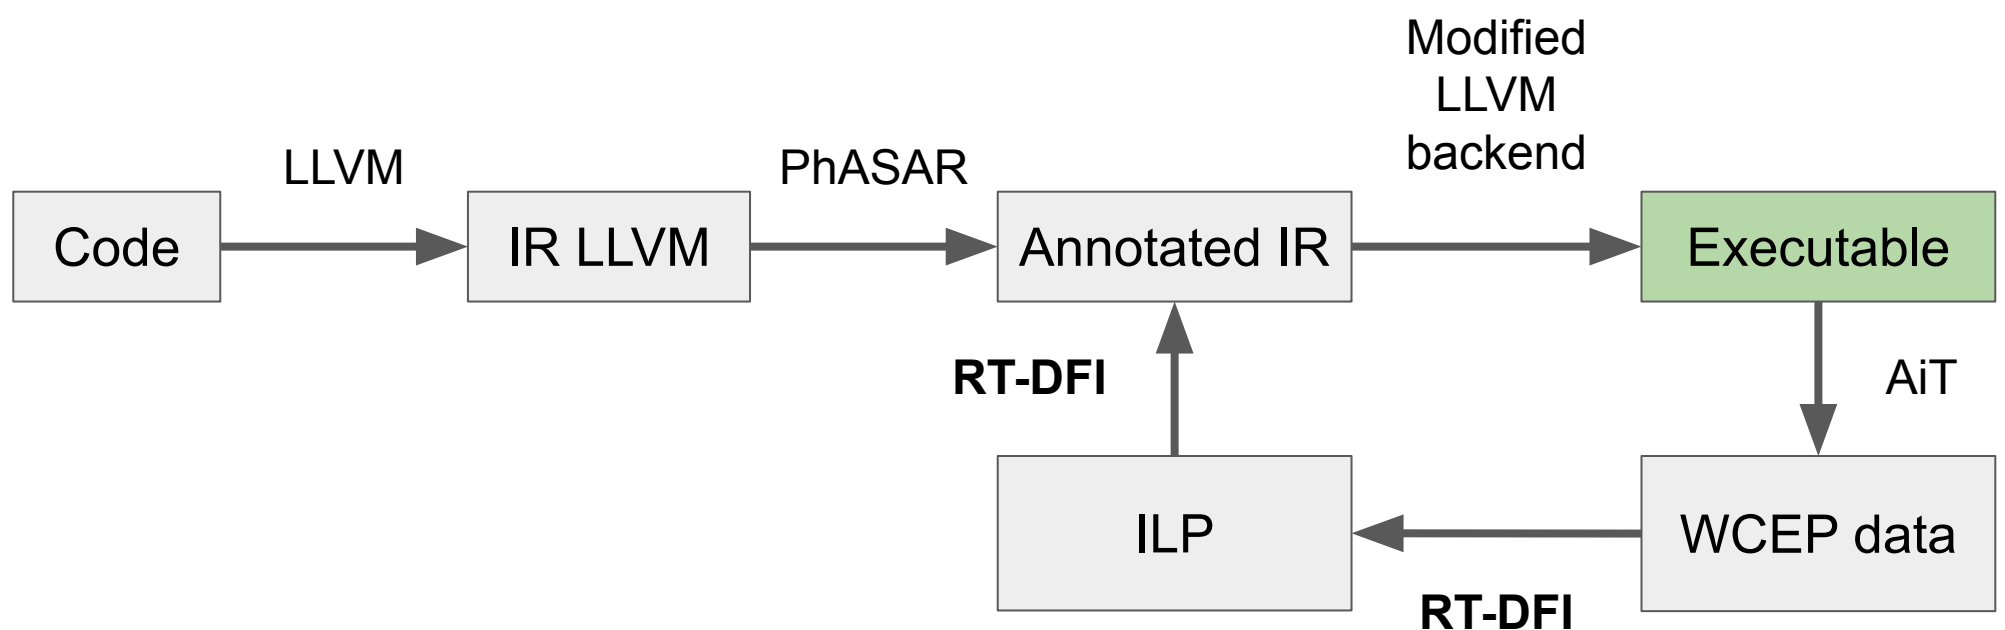 Modified
LLVM
backend
LLVM
PhASAR
Code
IR LLVM
Annotated IR
Executable
RT-DFI
AiT
ILP
WCEP data
RT-DFI